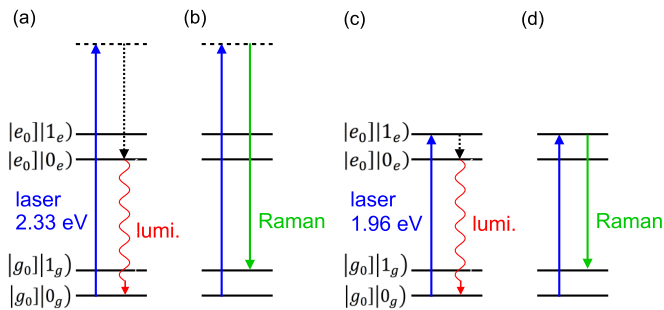 (a)
(b)
(c)
(d)
|e₀]|1ₑ)
|e₀]|0ₑ)
laser
2.33 eV
lumi.
Raman
|g₀]|1g)
|g₀]|0g)
|e₀]|1ₑ)
|e₀]|0ₑ)
laser
1.96 eV
lumi.
Raman
|g₀]|1g)
|g₀]|0g)